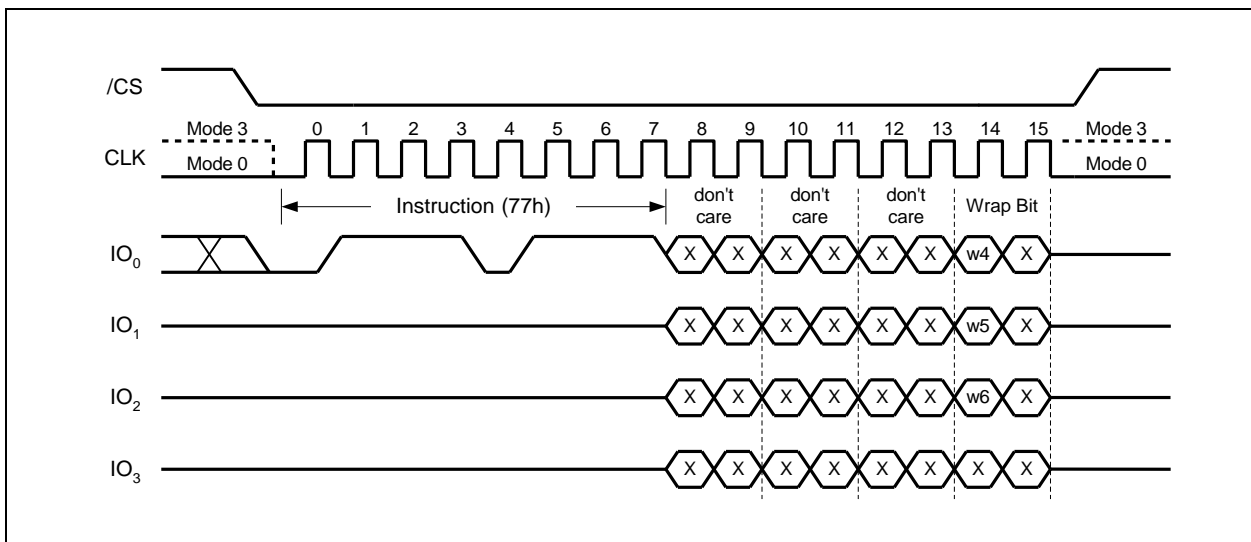 /CS
Mode 3 0 1 2 3 4 5 6 7 8 9 10 11 12 13 14 15 Mode 3
CLK
Mode 0 Mode 0
Instruction (77h) don't care don't care don't care Wrap Bit
IO0 X X X X X X w4 X
IO1 X X X X X X w5 X
IO2 X X X X X X w6 X
IO3 X X X X X X X X